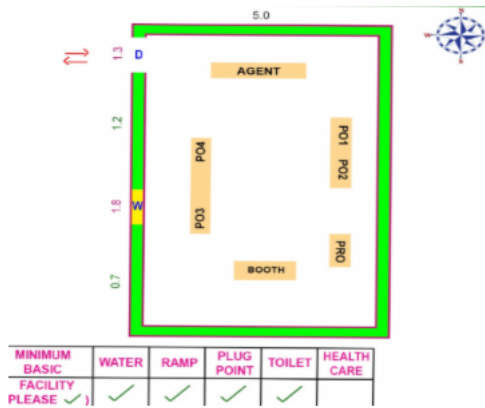 5.0
1.3
D
AGENT
1.2
PO4
PO1
PO2
1.8
W
PO3
PRO
BOOTH
0.7
MINIMUM BASIC FACILITY PLEASE ✓ )
WATER
RAMP
PLUG POINT
TOILET
HEALTH CARE
✓ ✓ ✓ ✓